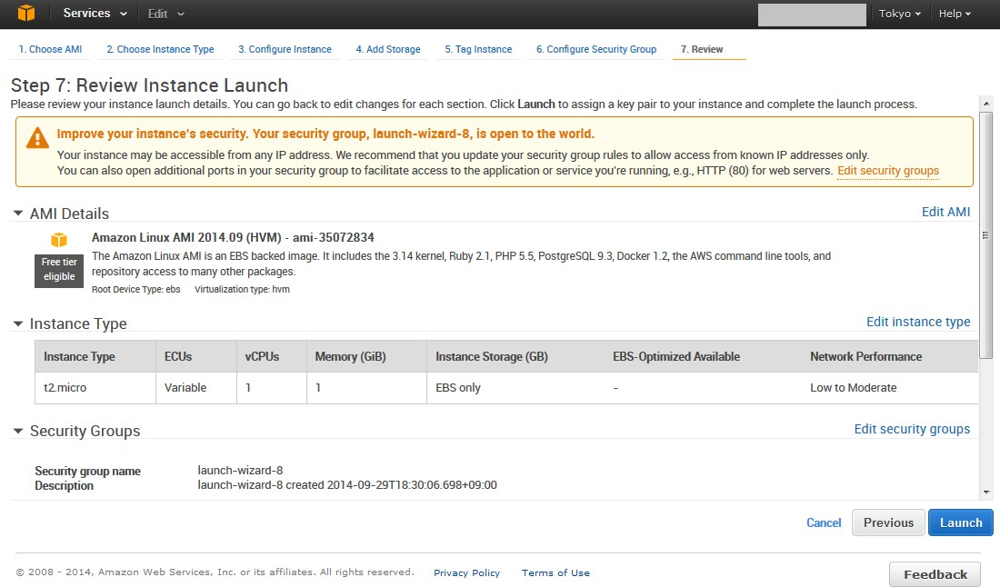 Services Edit Tokyo Help
1. Choose AMI 2. Choose Instance Type 3. Configure Instance 4. Add Storage 5. Tag Instance 6. Configure Security Group 7. Review
Step 7: Review Instance Launch
Please review your instance launch details. You can go back to edit changes for each section. Click Launch to assign a key pair to your instance and complete the launch process.
Improve your instance's security. Your security group, launch-wizard-8, is open to the world.
Your instance may be accessible from any IP address. We recommend that you update your security group rules to allow access from known IP addresses only.
You can also open additional ports in your security group to facilitate access to the application or service you're running, e.g., HTTP (80) for web servers. Edit security groups
AMI Details Edit AMI
Amazon Linux AMI 2014.09 (HVM) - ami-35072834
Free tier
eligible
The Amazon Linux AMI is an EBS backed image. It includes the 3.14 kernel, Ruby 2.1, PHP 5.5, PostgreSQL 9.3, Docker 1.2, the AWS command line tools, and
repository access to many other packages.
Root Device Type: ebs Virtualization type: hvm
Instance Type Edit instance type
Instance Type ECUs vCPUs Memory (GiB) Instance Storage (GB) EBS-Optimized Available Network Performance
t2.micro Variable 1 1 EBS only - Low to Moderate
Security Groups Edit security groups
Security group name launch-wizard-8
Description launch-wizard-8 created 2014-09-29T18:30:06.698+09:00
Cancel Previous Launch
© 2008 - 2014, Amazon Web Services, Inc. or its affiliates. All rights reserved. Privacy Policy Terms of Use Feedback